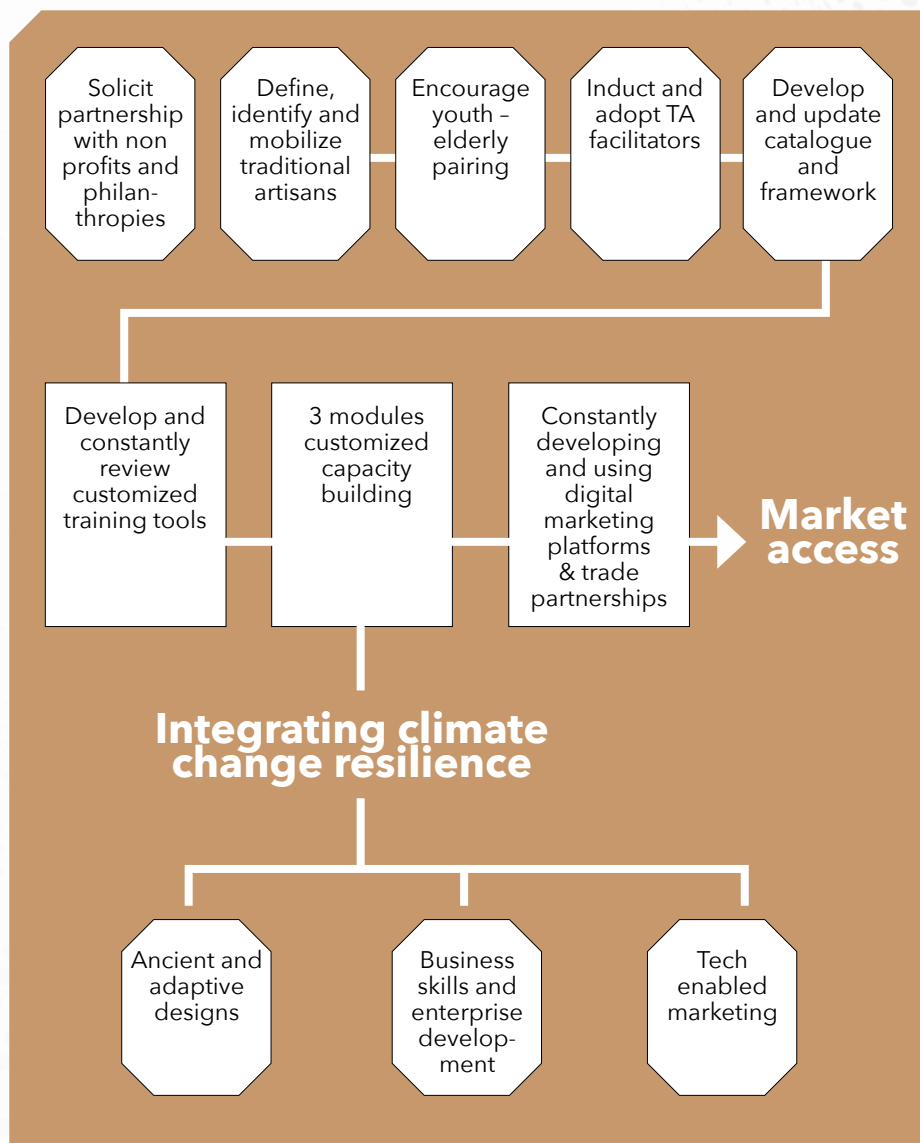 Solicit
partnership
with non
profits and
philan-
thropies
Define,
identify and
mobilize
traditional
artisans
Encourage
youth –
elderly
pairing
Induct and
adopt TA
facilitators
Develop
and update
catalogue
and
framework
Develop and
constantly
review
customized
training tools
3 modules
customized
capacity
building
Constantly
developing
and using
digital
marketing
platforms
& trade
partnerships
Market
access
Integrating climate
change resilience
Ancient and
adaptive
designs
Business
skills and
enterprise
develop-
ment
Tech
enabled
marketing